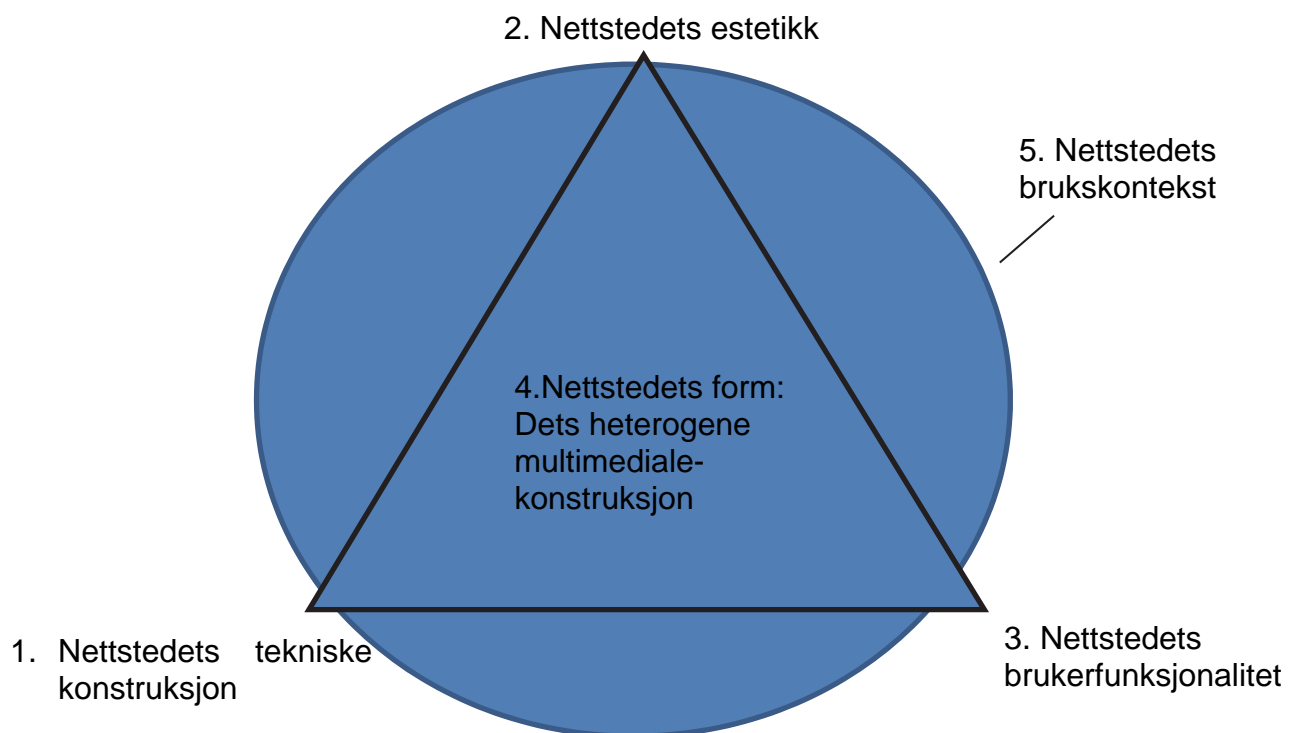 2. Nettstedets estetikk
5. Nettstedets
brukskontekst
4.Nettstedets form:
Dets heterogene
multimediale-
konstruksjon
1. Nettstedets tekniske
konstruksjon
3. Nettstedets
brukerfunksjonalitet